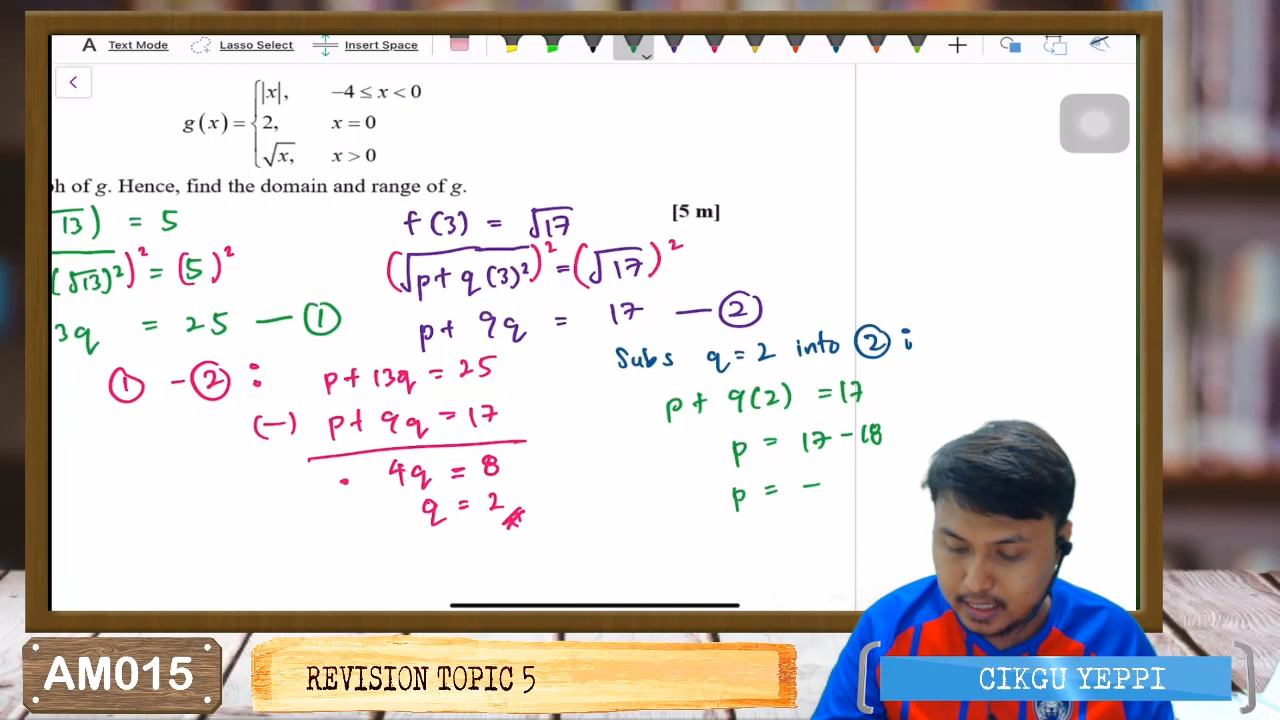 A Text Mode Lasso Select Insert Space
g(x) = { |x|, −4 ≤ x < 0
2, x = 0
√x, x > 0
h of g. Hence, find the domain and range of g.
[5 m]
√13) = 5
(√13)²)² = (5)²
3q = 25 — ①
f(3) = √17
(√p + q(3)²)² = (√17)²
p + 9q = 17 — ②
① - ② :
p + 13q = 25
(−) p + 9q = 17
4q = 8
q = 2
Subs q = 2 into ② :
p + 9(2) = 17
p = 17 − 18
p = −
AM015
REVISION TOPIC 5
CIKGU YEPPI